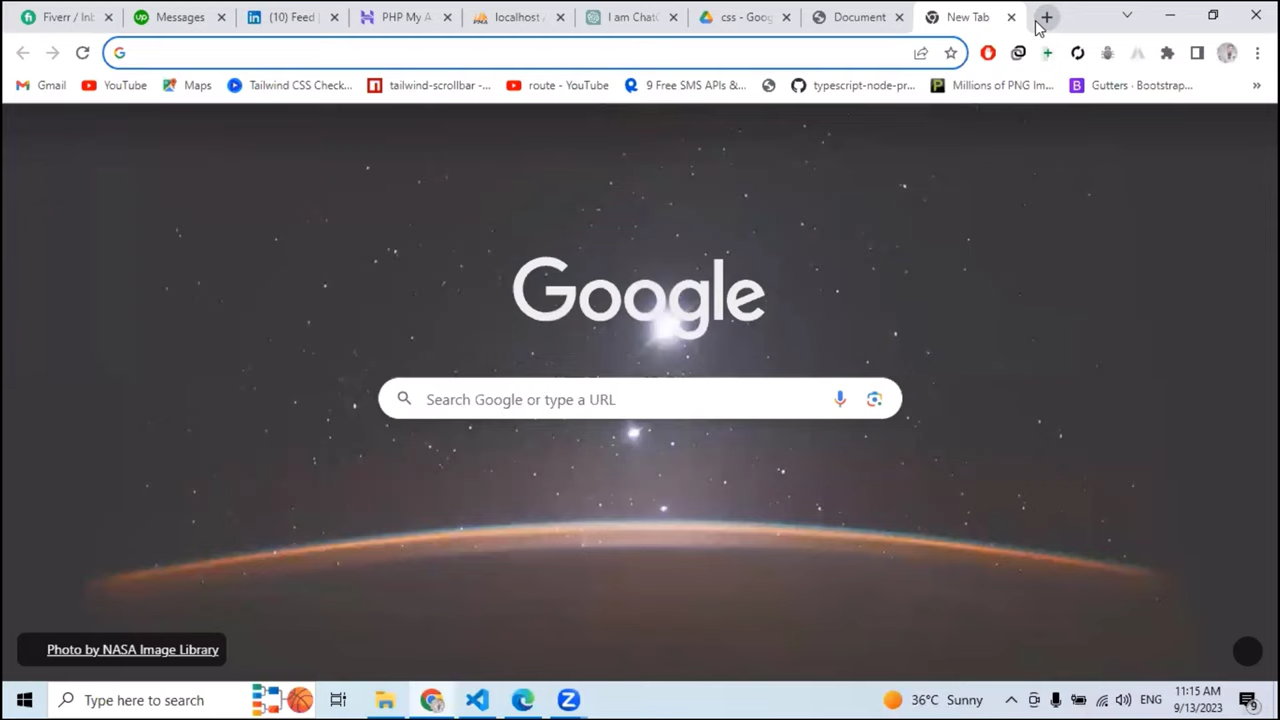 Fiverr / Inb
Messages
(10) Feed |
PHP My A
localhost /
I am ChatG
css - Goog
Document
New Tab
Gmail
YouTube
Maps
Tailwind CSS Check...
tailwind-scrollbar -...
route - YouTube
9 Free SMS APIs &...
typescript-node-pr...
Millions of PNG Im...
Gutters · Bootstrap...
»
Google
Search Google or type a URL
Photo by NASA Image Library
Type here to search
36°C Sunny
ENG
11:15 AM
9/13/2023
9